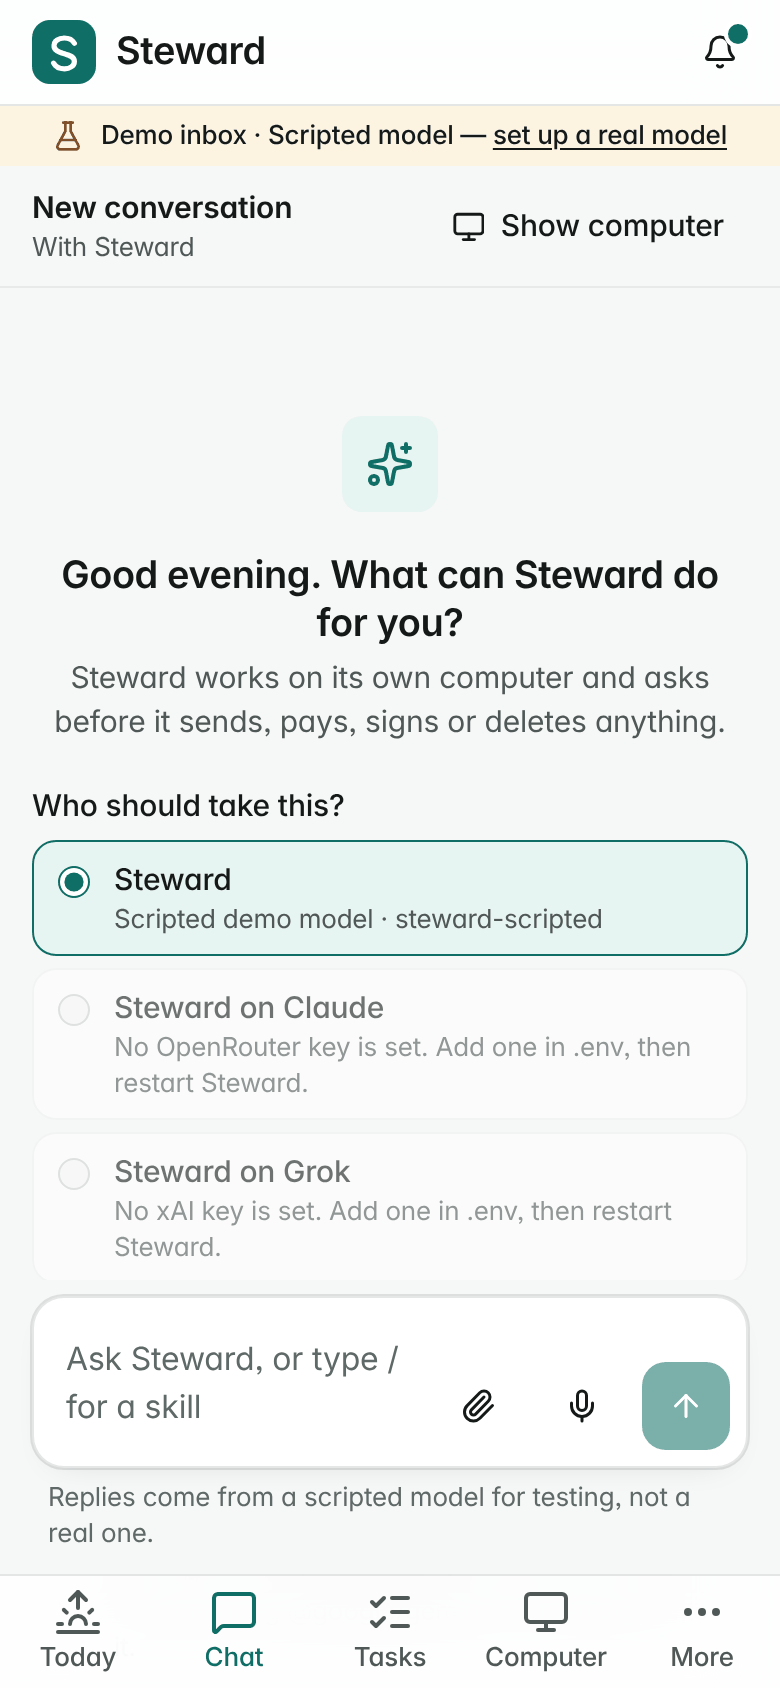 S Steward
Demo inbox · Scripted model — set up a real model
New conversation
With Steward
Show computer
Good evening. What can Steward do
for you?
Steward works on its own computer and asks
before it sends, pays, signs or deletes anything.
Who should take this?
Steward
Scripted demo model · steward-scripted
Steward on Claude
No OpenRouter key is set. Add one in .env, then
restart Steward.
Steward on Grok
No xAI key is set. Add one in .env, then restart
Steward.
Ask Steward, or type /
for a skill
Replies come from a scripted model for testing, not a
real one.
Today Chat Tasks Computer More